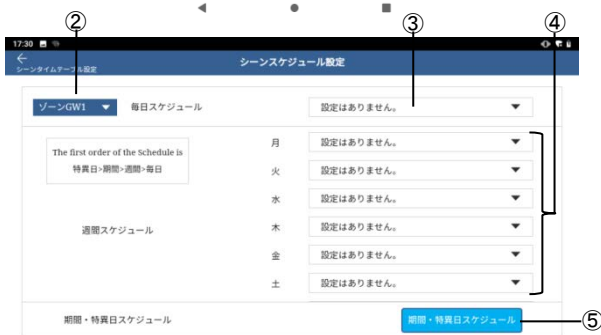 ② ③ ④
17:30
シーンタイムテーブル設定 シーンスケジュール設定
ゾーンGW1 毎日スケジュール 設定はありません。
The first order of the Schedule is
特異日>期間>週間>毎日
週間スケジュール
月 設定はありません。
火 設定はありません。
水 設定はありません。
木 設定はありません。
金 設定はありません。
土 設定はありません。
期間・特異日スケジュール 期間・特異日スケジュール ⑤